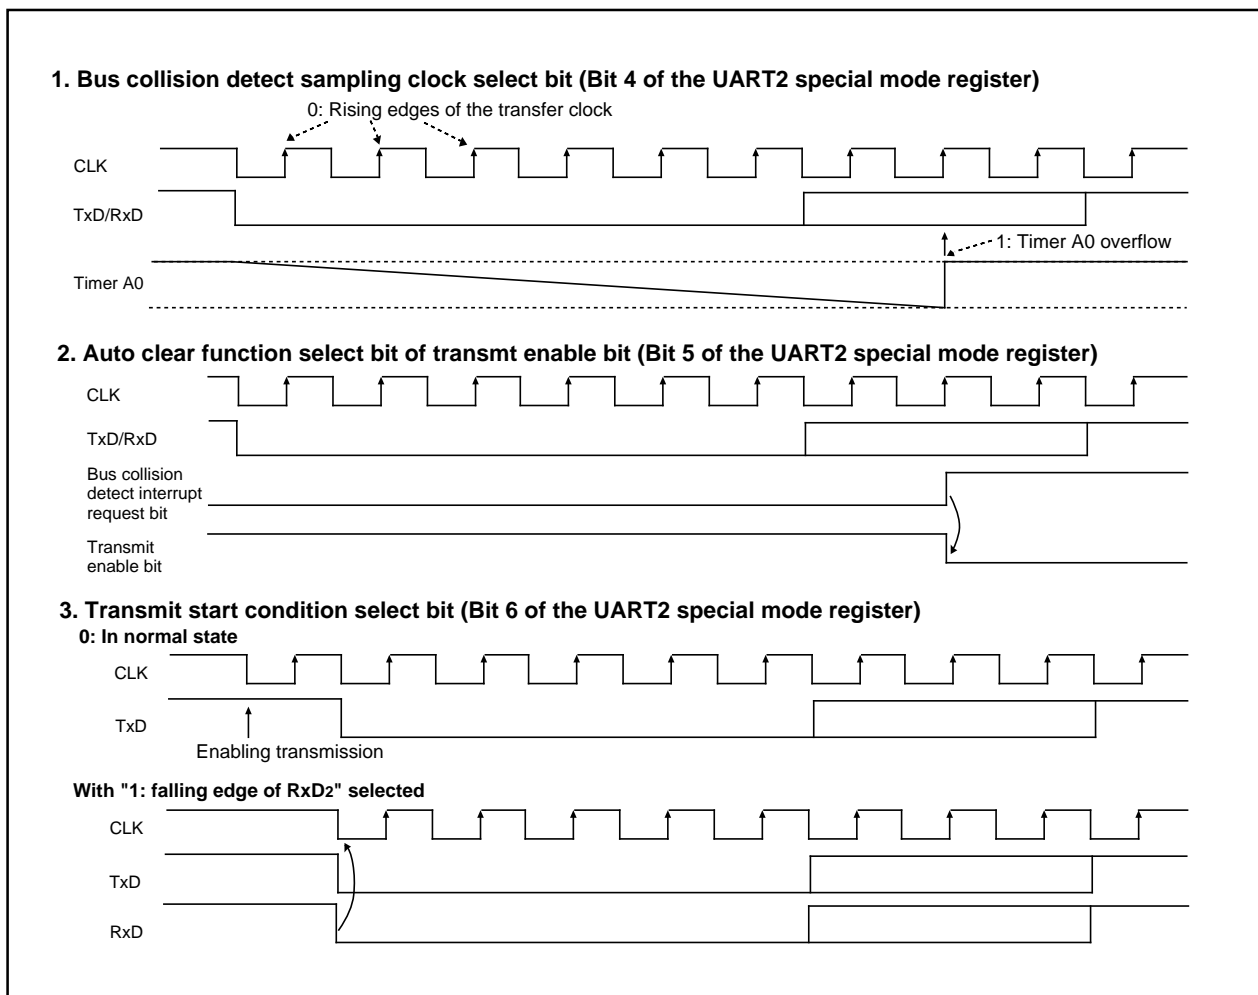 1. Bus collision detect sampling clock select bit (Bit 4 of the UART2 special mode register)
0: Rising edges of the transfer clock
CLK
TxD/RxD
1: Timer A0 overflow
Timer A0
2. Auto clear function select bit of transmt enable bit (Bit 5 of the UART2 special mode register)
CLK
TxD/RxD
Bus collision
detect interrupt
request bit
Transmit
enable bit
3. Transmit start condition select bit (Bit 6 of the UART2 special mode register)
0: In normal state
CLK
TxD
Enabling transmission
With "1: falling edge of RxD2" selected
CLK
TxD
RxD